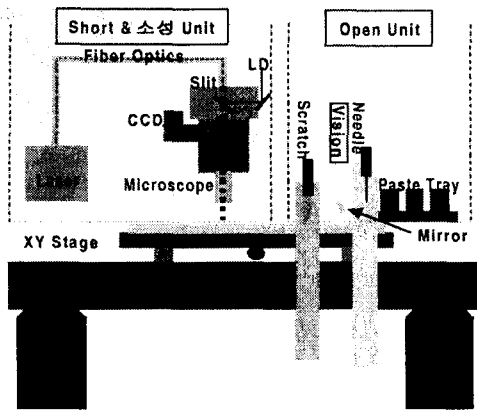 Short & 소성 Unit
Open Unit
Fiber Optics
LD
Slit
CCD
Scratch
Vision
Needle
Laser
Microscope
Paste Tray
XY Stage
Mirror